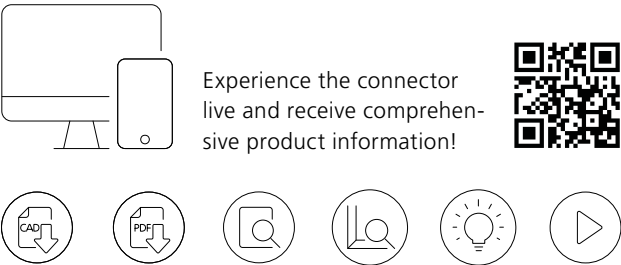 Experience the connector
live and receive comprehen-
sive product information!
CAD
PDF